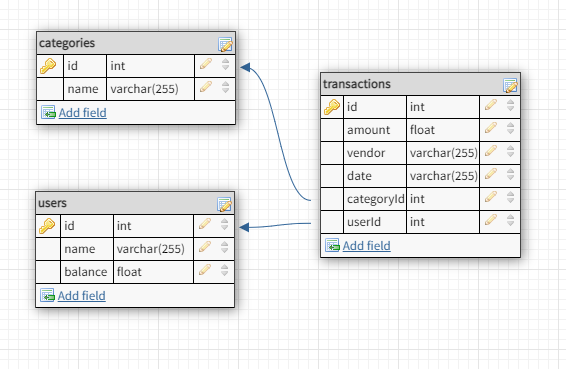 categories
id int
name varchar(255)
Add field
transactions
id int
amount float
vendor varchar(255)
date varchar(255)
categoryId int
userId int
Add field
users
id int
name varchar(255)
balance float
Add field